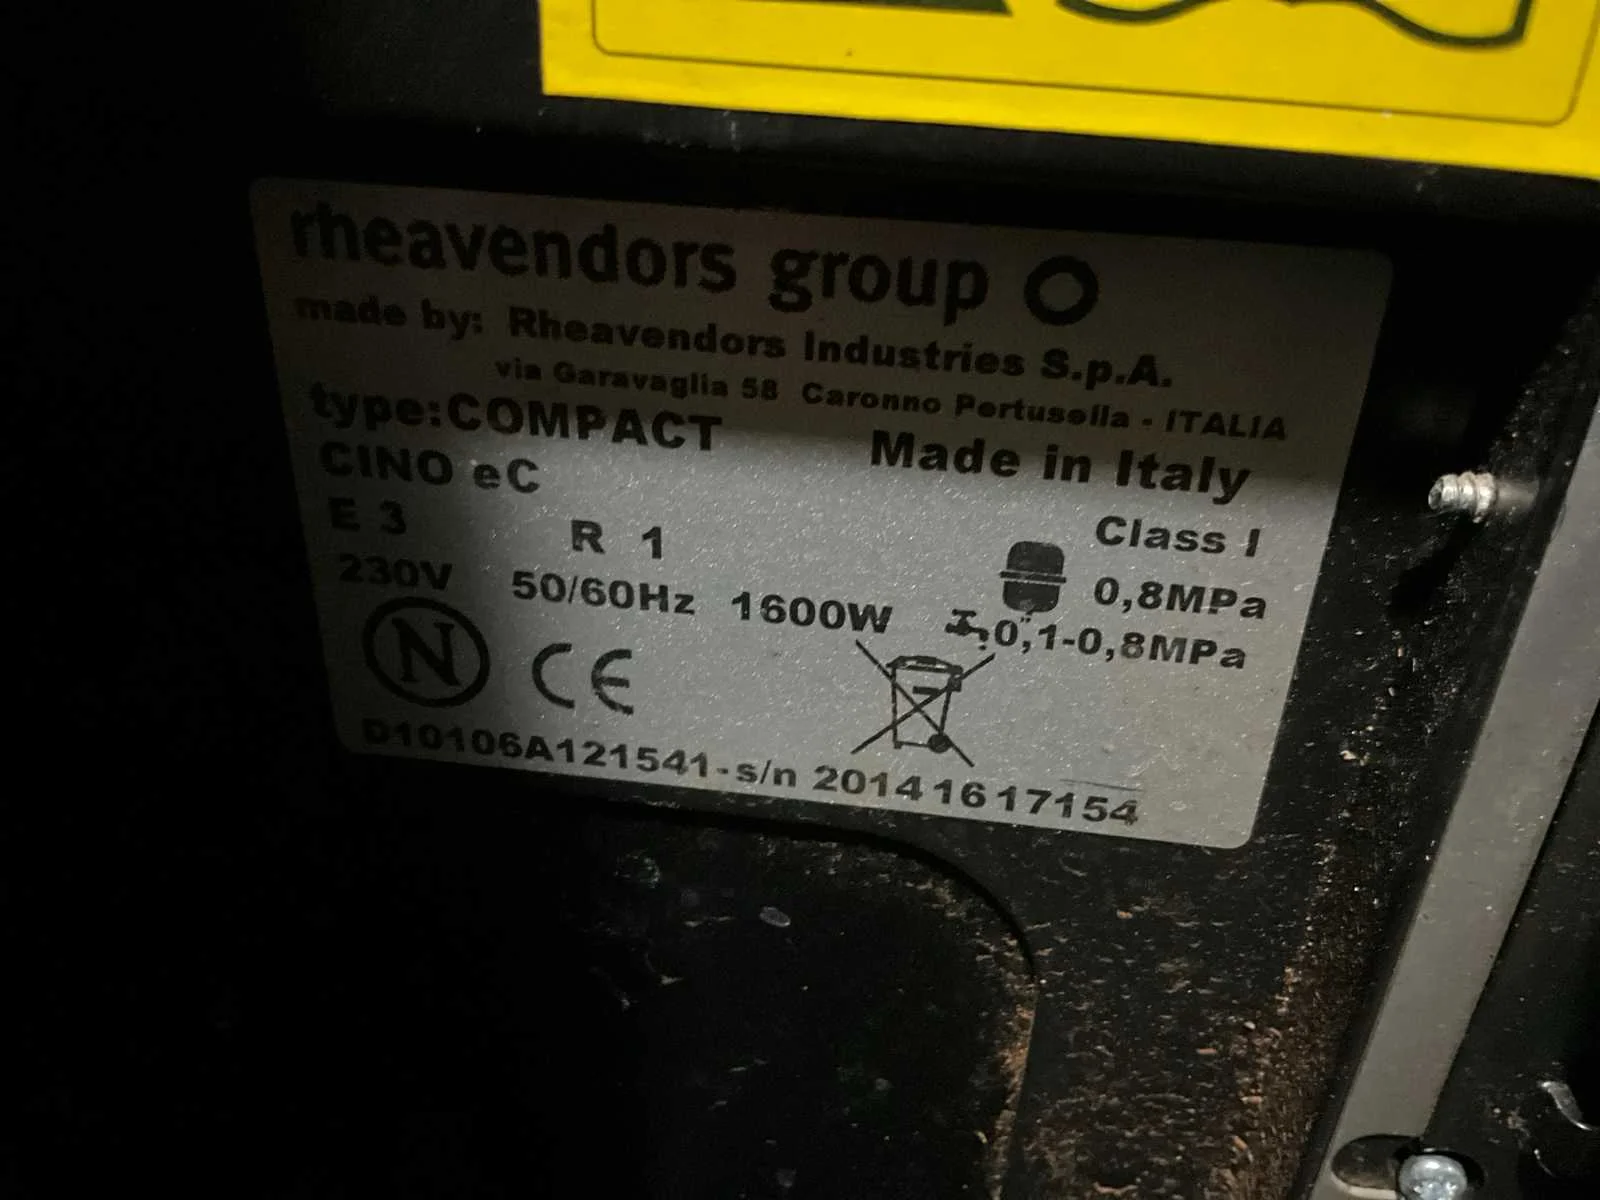 rheavendors group
made by: Rheavendors Industries S.p.A.
via Garavaglia 58 Caronno Pertusella - ITALIA
type:COMPACT Made in Italy
CINO eC
E 3 R 1 Class I
230V 50/60Hz 1600W 0,8MPa
0,1-0,8MPa
N CE
D10106A121541-s/n 20141617154